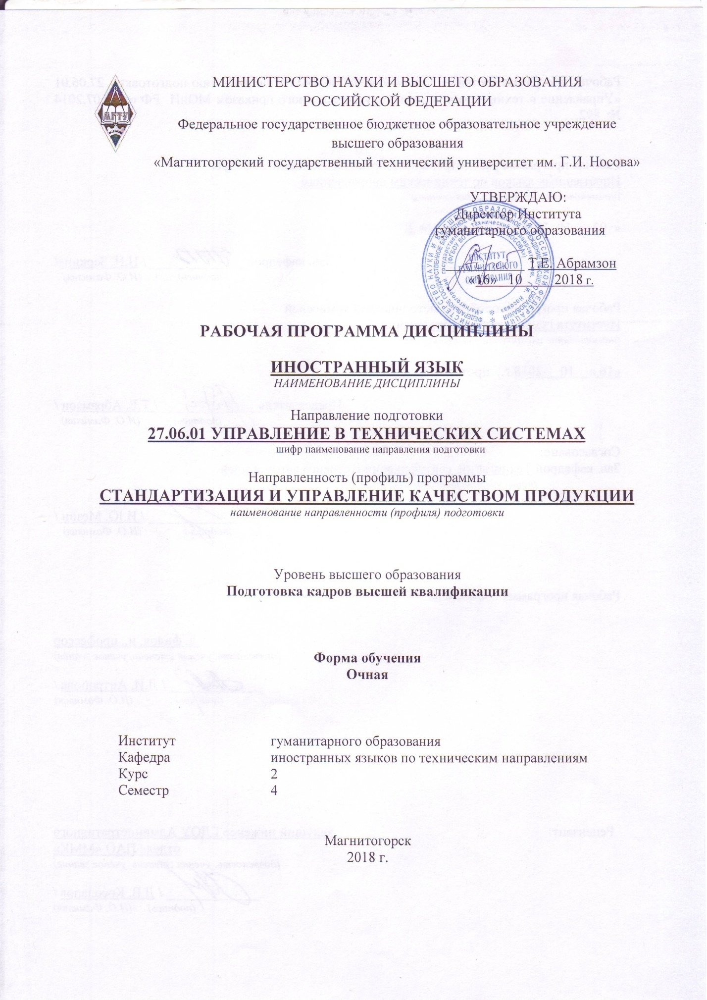 МИНИСТЕРСТВО НАУКИ И ВЫСШЕГО ОБРАЗОВАНИЯ
РОССИЙСКОЙ ФЕДЕРАЦИИ
Федеральное государственное бюджетное образовательное учреждение
высшего образования
«Магнитогорский государственный технический университет им. Г.И. Носова»
МГТУ
УТВЕРЖДАЮ:
Директор Института
гуманитарного образования
ИНСТИТУТ
ГУМАНИТАРНОГО
ОБРАЗОВАНИЯ
Т.Е. Абрамзон
«16» 10 2018 г.
РАБОЧАЯ ПРОГРАММА ДИСЦИПЛИНЫ
ИНОСТРАННЫЙ ЯЗЫК
НАИМЕНОВАНИЕ ДИСЦИПЛИНЫ
Направление подготовки
27.06.01 УПРАВЛЕНИЕ В ТЕХНИЧЕСКИХ СИСТЕМАХ
шифр наименование направления подготовки
Направленность (профиль) программы
СТАНДАРТИЗАЦИЯ И УПРАВЛЕНИЕ КАЧЕСТВОМ ПРОДУКЦИИ
наименование направленности (профиля) подготовки
Уровень высшего образования
Подготовка кадров высшей квалификации
Форма обучения
Очная
Институт гуманитарного образования
Кафедра иностранных языков по техническим направлениям
Курс 2
Семестр 4
Магнитогорск
2018 г.